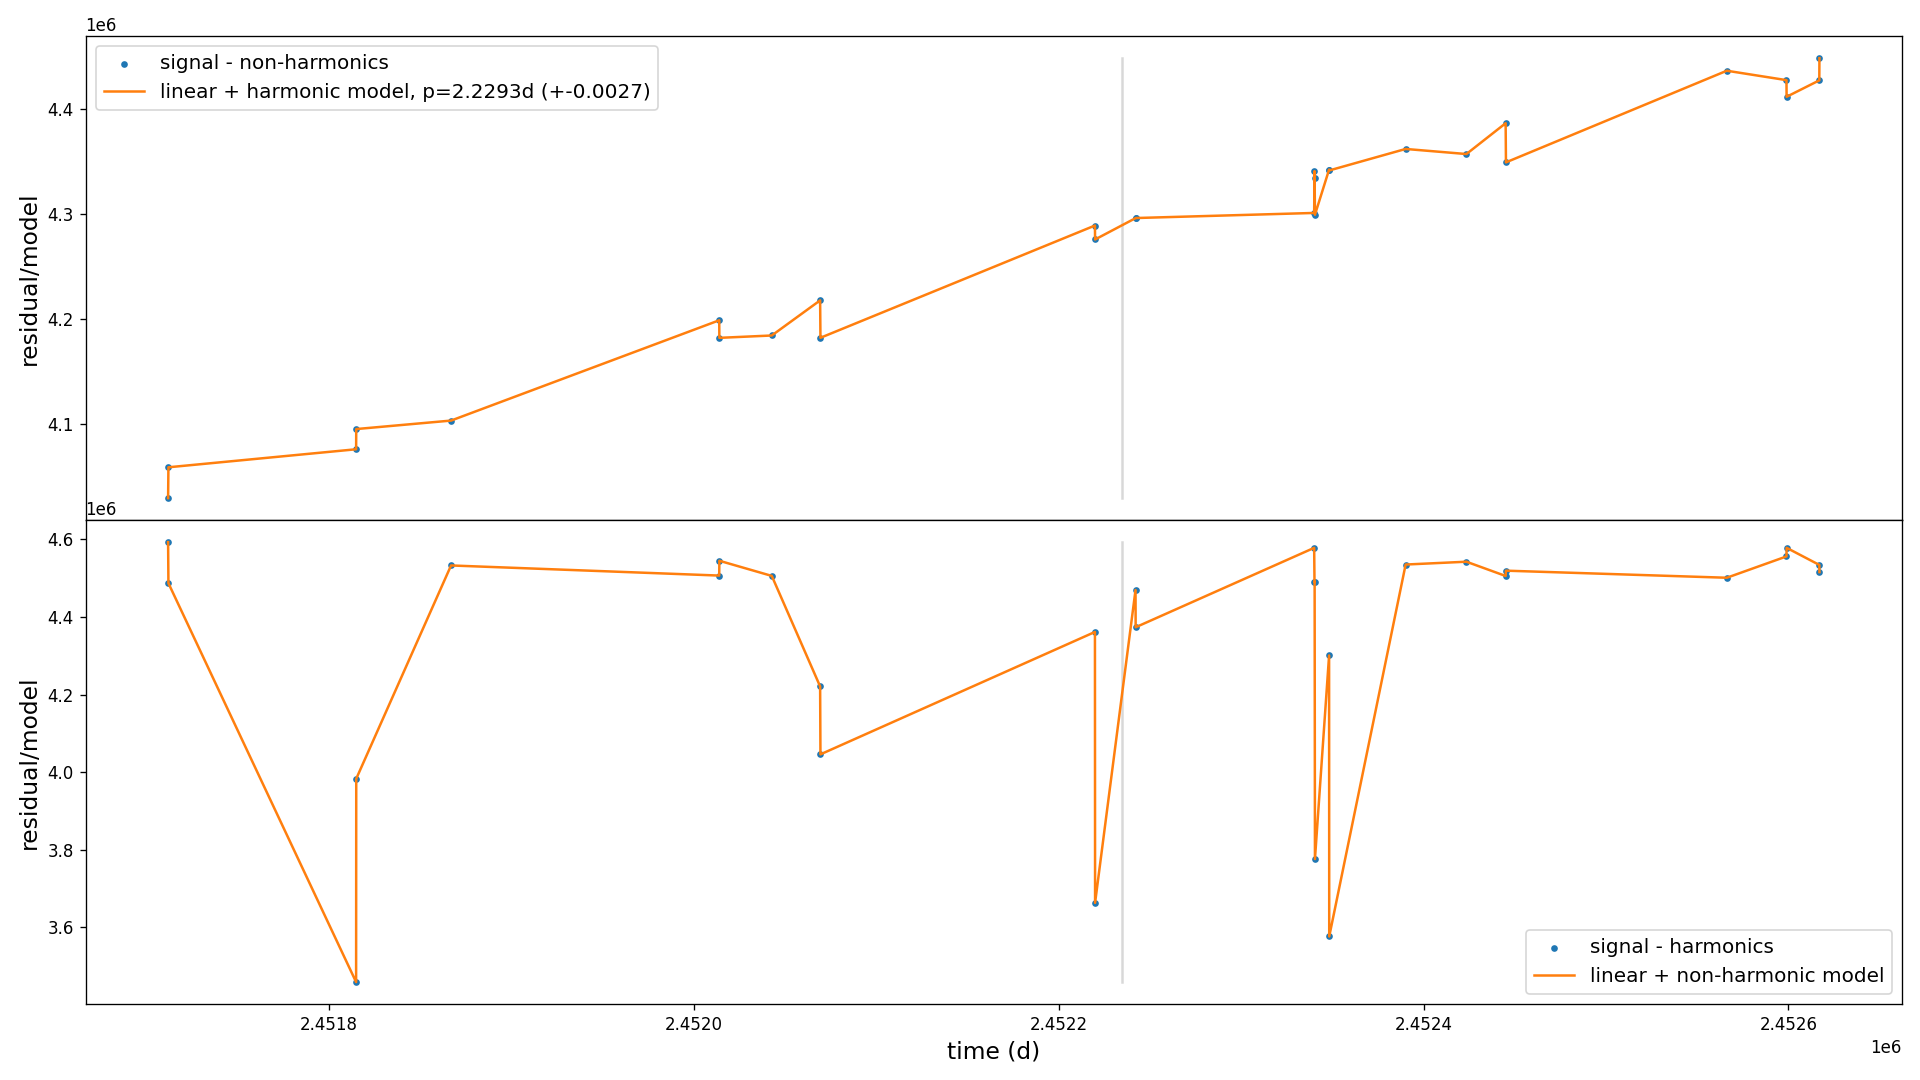 1e6
signal - non-harmonics
linear + harmonic model, p=2.2293d (+-0.0027)
4.4
4.3
4.2
4.1
residual/model
1e6
4.6
4.4
4.2
4.0
3.8
3.6
residual/model
signal - harmonics
linear + non-harmonic model
2.4518
2.4520
2.4522
2.4524
2.4526
time (d)
1e6